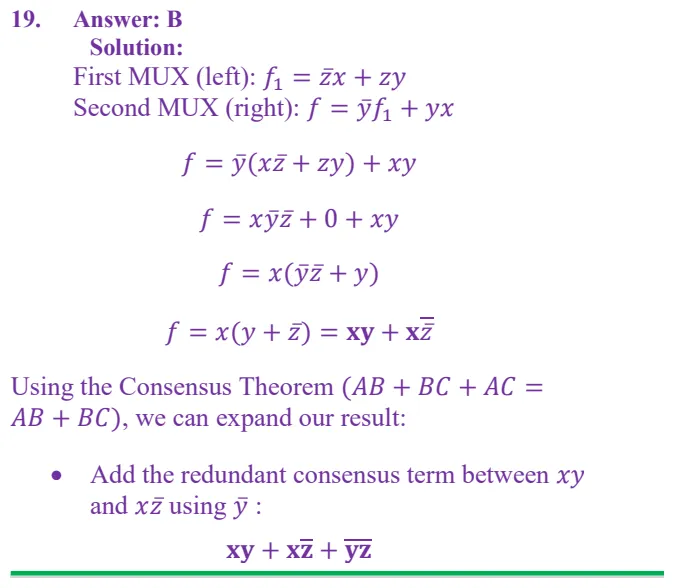 19. Answer: B
Solution:
First MUX (left): f₁ = z̄x + zy
Second MUX (right): f = ȳf₁ + yx
f = ȳ(xz̄ + zy) + xy
f = xȳz̄ + 0 + xy
f = x(ȳz̄ + y)
f = x(y + z̄) = xy + xz̿
Using the Consensus Theorem (AB + BC + AC =
AB + BC), we can expand our result:
• Add the redundant consensus term between xy
and xz̄ using ȳ :
xy + xz̄ + y̅z̅